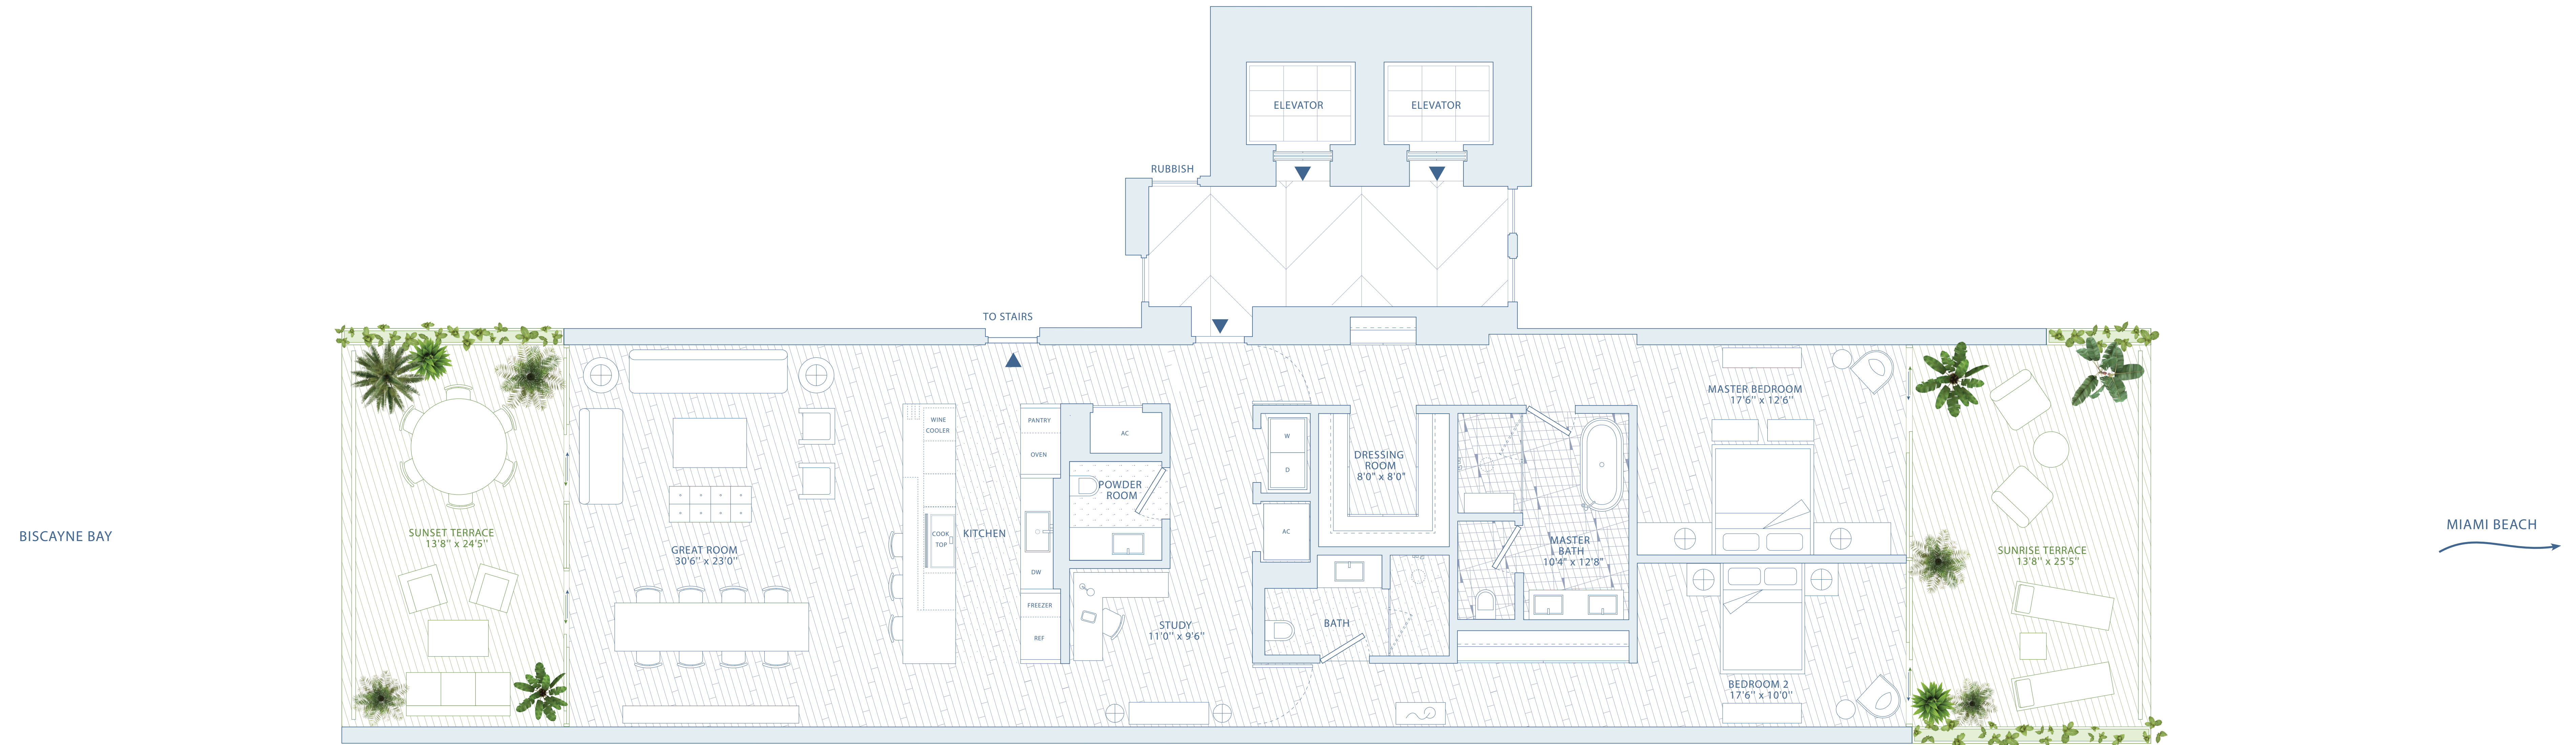 ELEVATOR
ELEVATOR
RUBBISH
TO STAIRS
BISCAYNE BAY
SUNSET TERRACE
13'8'' x 24'5''
GREAT ROOM
30'6'' x 23'0''
WINE
COOLER
COOK
TOP
KITCHEN
PANTRY
OVEN
DW
FREEZER
REF
AC
POWDER
ROOM
STUDY
11'0'' x 9'6''
W
D
AC
DRESSING
ROOM
8'0" x 8'0"
BATH
MASTER
BATH
10'4" x 12'8"
MASTER BEDROOM
17'6'' x 12'6''
BEDROOM 2
17'6'' x 10'0''
SUNRISE TERRACE
13'8'' x 25'5''
MIAMI BEACH